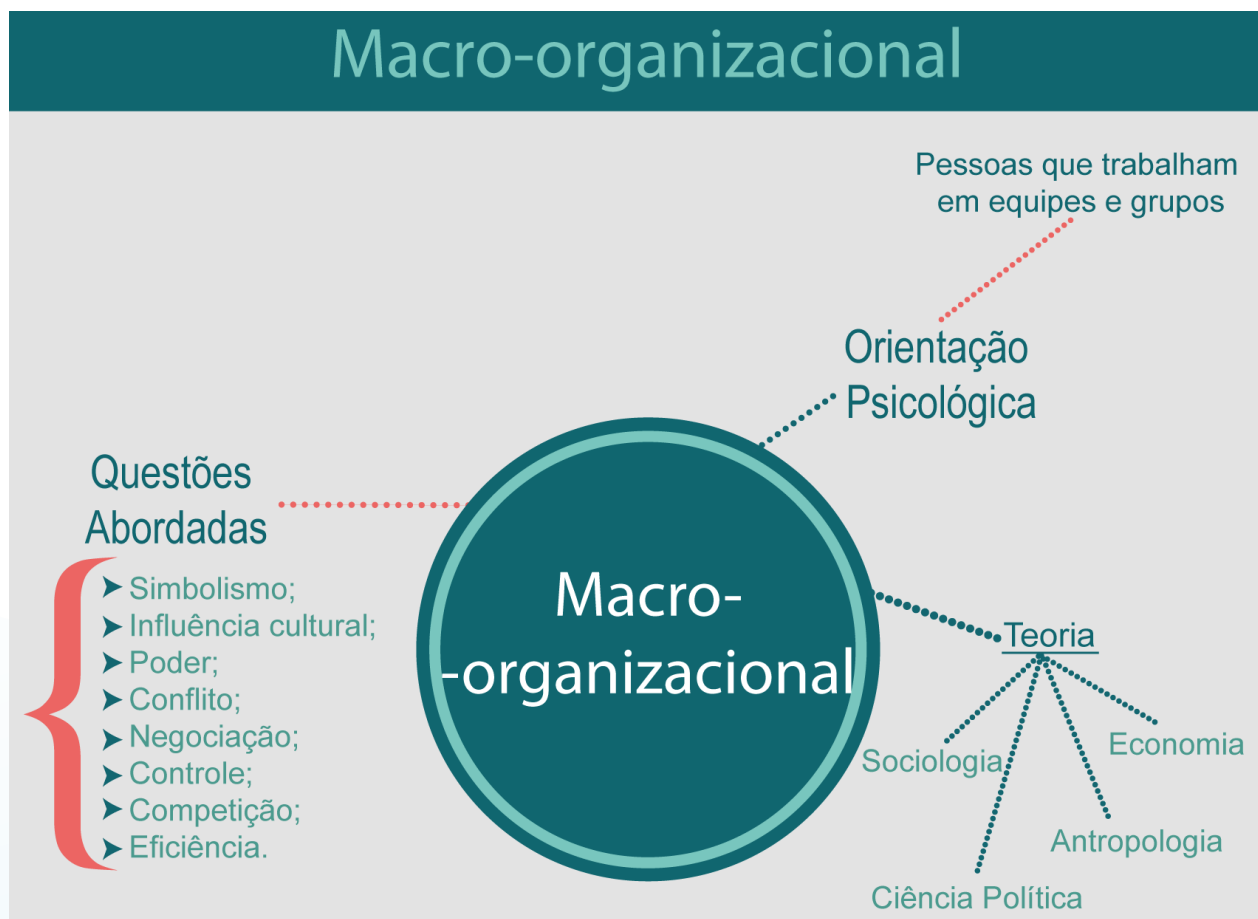 Macro-organizacional
Pessoas que trabalham
em equipes e grupos
Orientação
Psicológica
Questões
Abordadas
➤ Simbolismo;
➤ Influência cultural;
➤ Poder;
➤ Conflito;
➤ Negociação;
➤ Controle;
➤ Competição;
➤ Eficiência.
Macro-
-organizacional
Teoria
Sociologia
Economia
Antropologia
Ciência Política